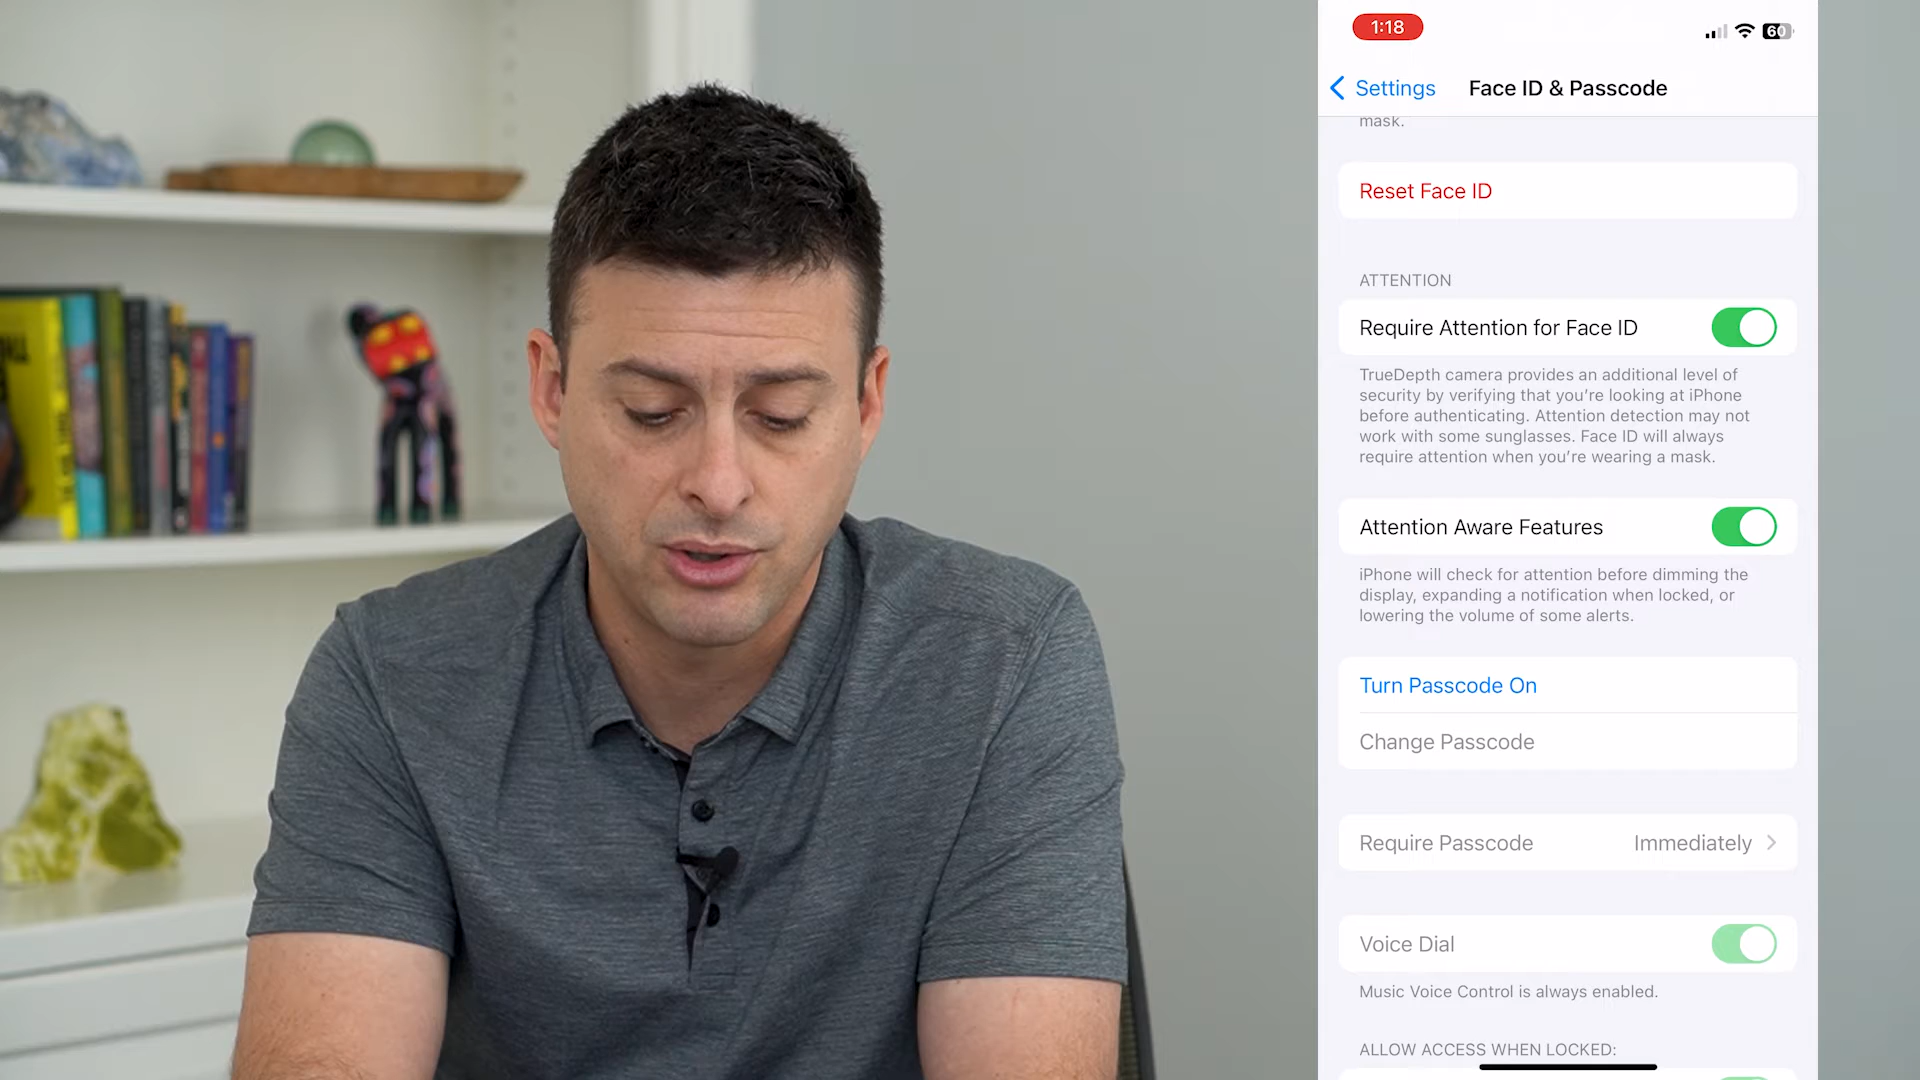 1:18
60
Settings
Face ID & Passcode
mask.
Reset Face ID
ATTENTION
Require Attention for Face ID
TrueDepth camera provides an additional level of
security by verifying that you’re looking at iPhone
before authenticating. Attention detection may not
work with some sunglasses. Face ID will always
require attention when you’re wearing a mask.
Attention Aware Features
iPhone will check for attention before dimming the
display, expanding a notification when locked, or
lowering the volume of some alerts.
Turn Passcode On
Change Passcode
Require Passcode Immediately
Voice Dial
Music Voice Control is always enabled.
ALLOW ACCESS WHEN LOCKED: